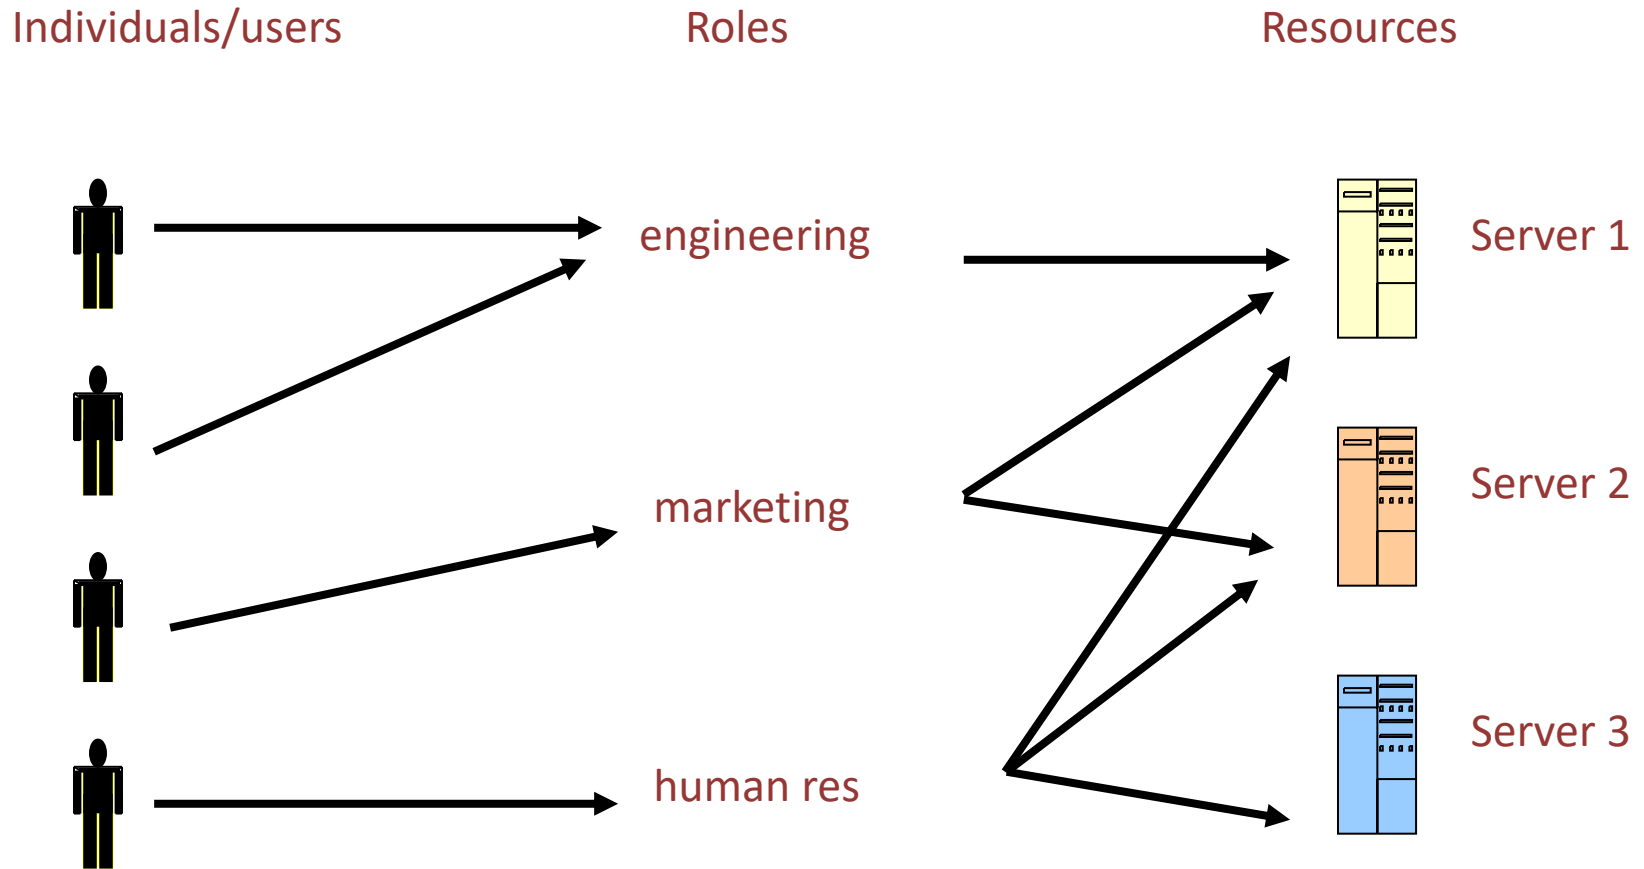 Individuals/users
Roles
Resources
engineering
Server 1
marketing
Server 2
human res
Server 3